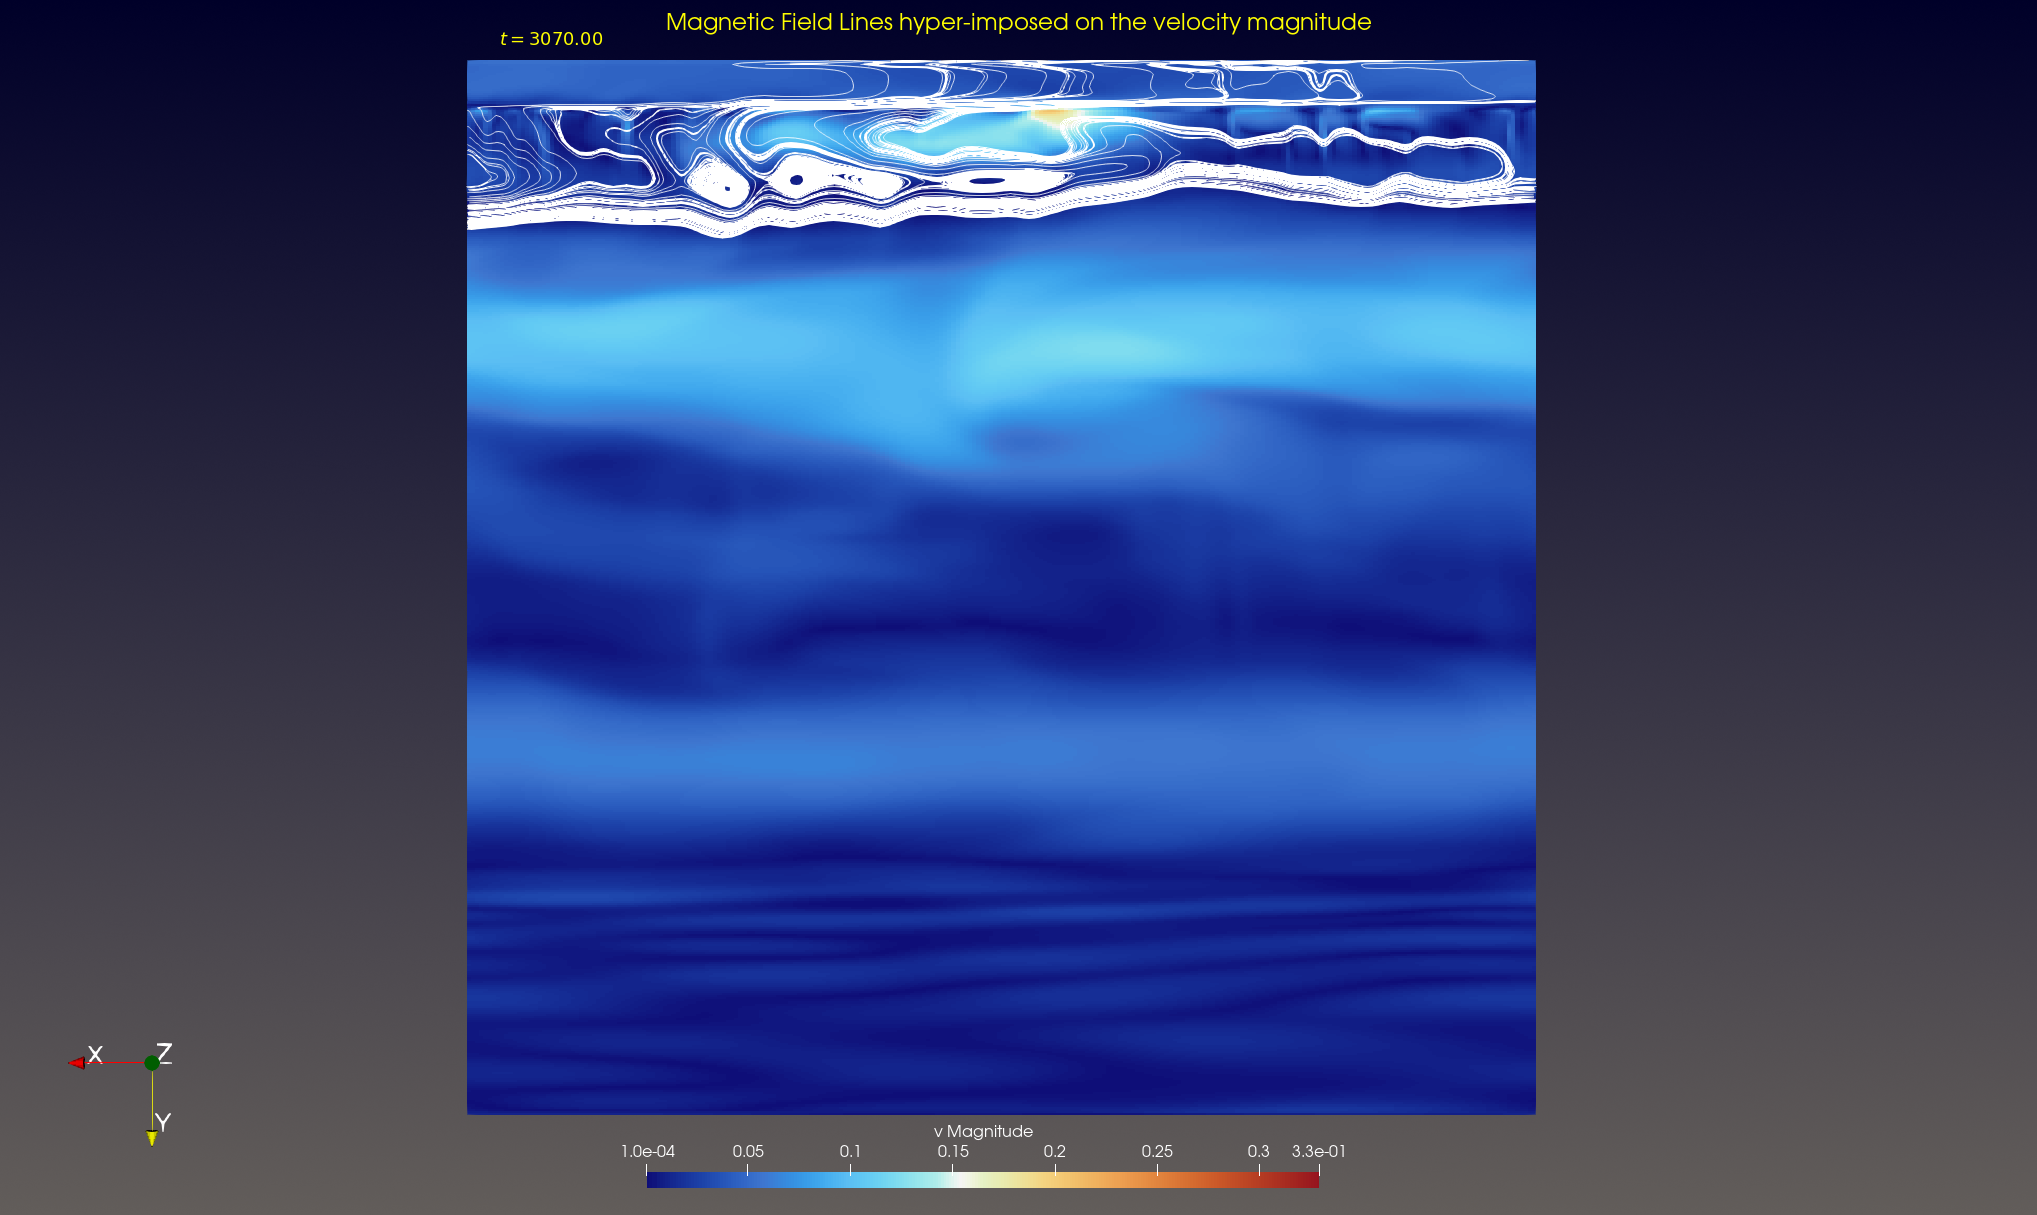 Magnetic Field Lines hyper-imposed on the velocity magnitude
t = 3070.00
X Z
Y
v Magnitude
1.0e-04 0.05 0.1 0.15 0.2 0.25 0.3 3.3e-01